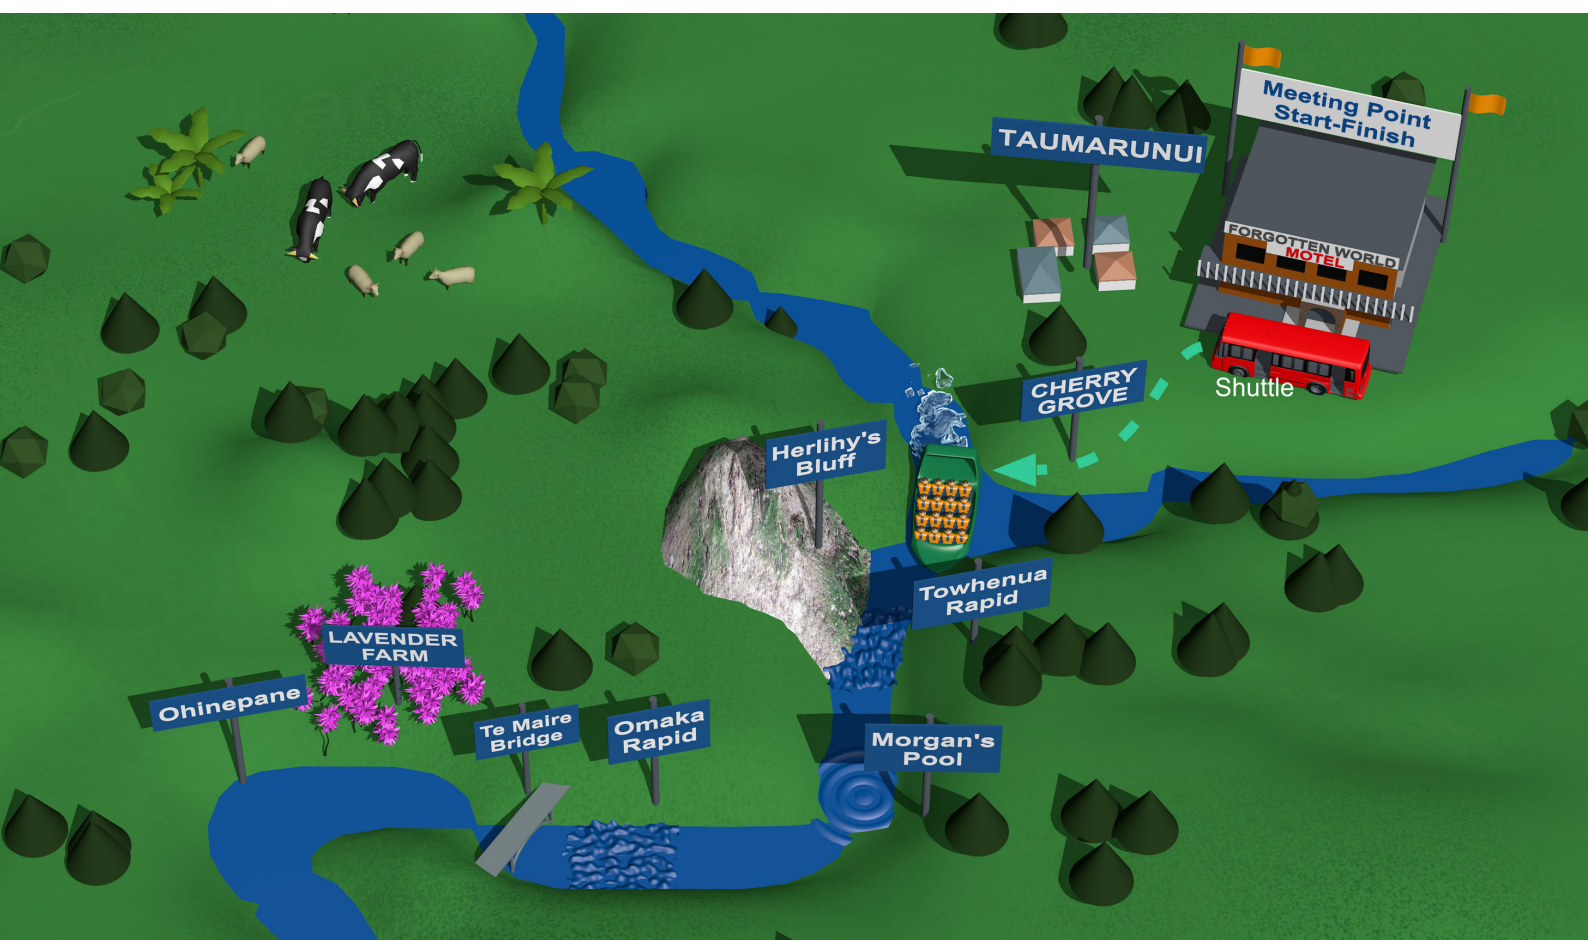 Meeting Point
Start-Finish
TAUMARUNUI
FORGOTTEN WORLD
MOTEL
Shuttle
CHERRY
GROVE
Herlihy's
Bluff
Towhenua
Rapid
LAVENDER
FARM
Ohinepane
Te Maire
Bridge
Omaka
Rapid
Morgan's
Pool